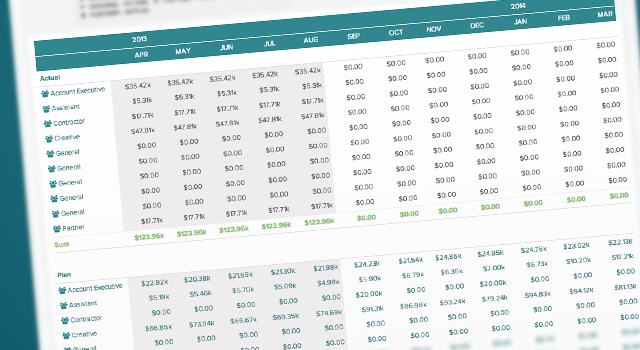 2013 2014
APR MAY JUN JUL AUG SEP OCT NOV DEC JAN FEB MAR
Actual
Account Executive $35.42k $35.42k $35.42k $35.42k $35.42k $0.00 $0.00 $0.00 $0.00 $0.00 $0.00 $0.00
Assistant $5.31k $5.31k $5.31k $5.31k $5.31k $0.00 $0.00 $0.00 $0.00 $0.00 $0.00 $0.00
Contractor $17.71k $17.71k $17.71k $17.71k $17.71k $0.00 $0.00 $0.00 $0.00 $0.00 $0.00 $0.00
Creative $47.81k $47.81k $47.81k $47.81k $47.81k $0.00 $0.00 $0.00 $0.00 $0.00 $0.00 $0.00
General $0.00 $0.00 $0.00 $0.00 $0.00 $0.00 $0.00 $0.00 $0.00 $0.00 $0.00 $0.00
General $0.00 $0.00 $0.00 $0.00 $0.00 $0.00 $0.00 $0.00 $0.00 $0.00 $0.00 $0.00
General $0.00 $0.00 $0.00 $0.00 $0.00 $0.00 $0.00 $0.00 $0.00 $0.00 $0.00 $0.00
General $0.00 $0.00 $0.00 $0.00 $0.00 $0.00 $0.00 $0.00 $0.00 $0.00 $0.00 $0.00
General $0.00 $0.00 $0.00 $0.00 $0.00 $0.00 $0.00 $0.00 $0.00 $0.00 $0.00 $0.00
Partner $17.71k $17.71k $17.71k $17.71k $17.71k $0.00 $0.00 $0.00 $0.00 $0.00 $0.00 $0.00
Sum $123.96k $123.96k $123.96k $123.96k $123.96k $0.00 $0.00 $0.00 $0.00 $0.00 $0.00 $0.00
Plan
Account Executive $22.92k $20.38k $21.59k $21.30k $21.98k $24.23k $21.54k $24.86k $24.95k $24.76k $23.02k $22.13k
Assistant $5.19k $5.46k $5.70k $5.09k $4.98k $5.90k $6.79k $6.36k $7.00k $6.73k $10.20k $17.21k
Contractor $0.00 $0.00 $0.00 $0.00 $0.00 $20.00k $0.00 $0.00 $20.00k $0.00 $0.00 $0.00
Creative $66.85k $73.94k $66.67k $69.35k $74.69k $91.31k $86.98k $93.24k $79.24k $94.83k $94.12k $81.13k
General $0.00 $0.00 $0.00 $0.00 $0.00 $0.00 $0.00 $0.00 $0.00 $0.00 $0.00 $0.00